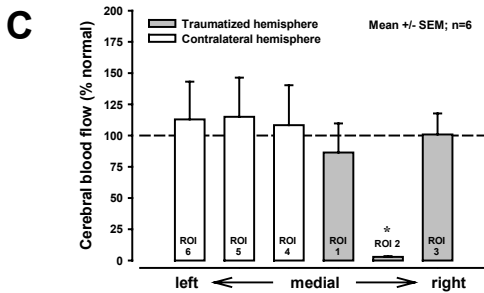 C
Traumatized hemisphere
Contralateral hemisphere
Mean +/- SEM; n=6
Cerebral blood flow (% normal)
200
175
150
125
100
75
50
25
0
ROI
6
ROI
5
ROI
4
ROI
1
*
ROI 2
ROI
3
left
medial
right